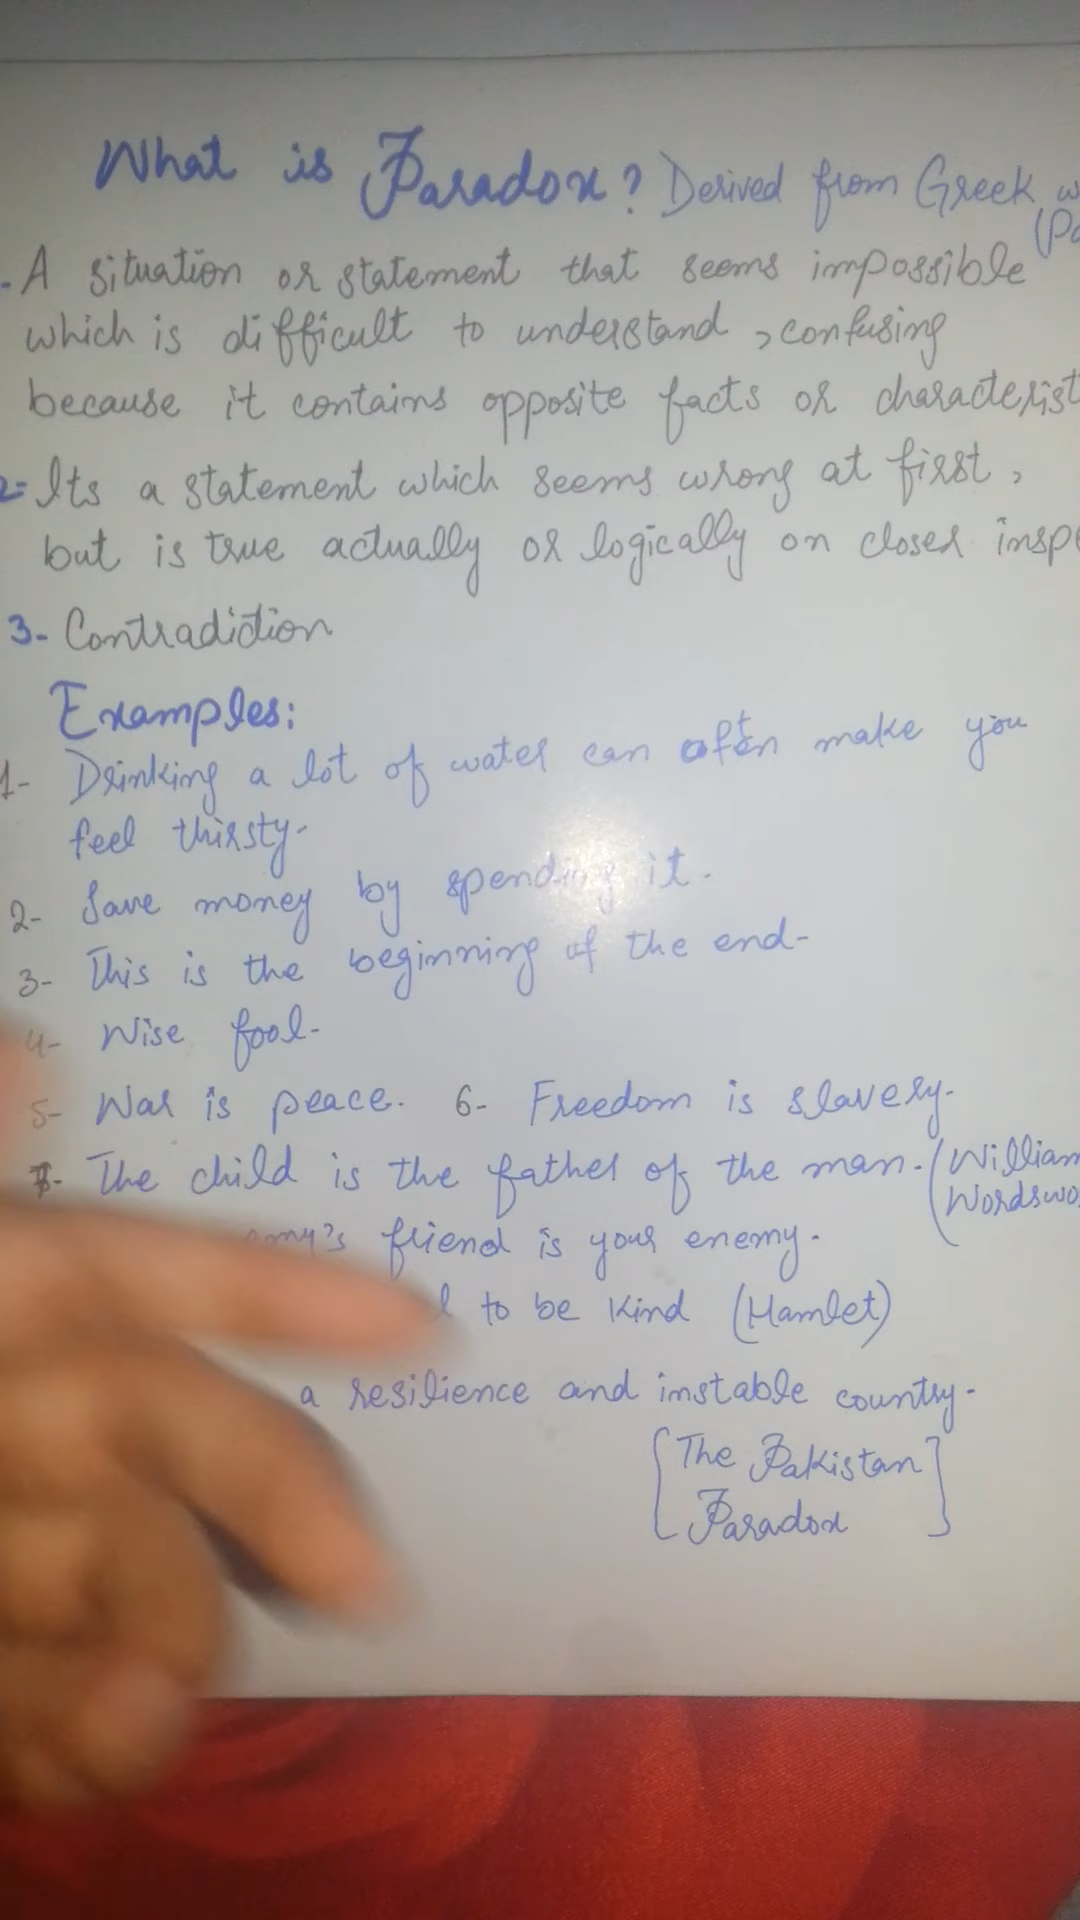 What is Paradox? Derived from Greek
(Pa
- A situation or statement that seems impossible
which is difficult to understand, confusing
because it contains opposite facts or characterist
2- Its a statement which seems wrong at first,
but is true actually or logically on closer inspe
3- Contradiction
Examples:
1- Drinking a lot of water can often make you
feel thirsty.
2- Save money by spending it.
3- This is the beginning of the end-
4- Wise fool-
5- War is peace. 6- Freedom is slavery.
7- The child is the father of the man. (William
Wordswo
emy's friend is your enemy.
l to be kind (Hamlet)
a resilience and instable country.
[The Pakistan
Paradox]